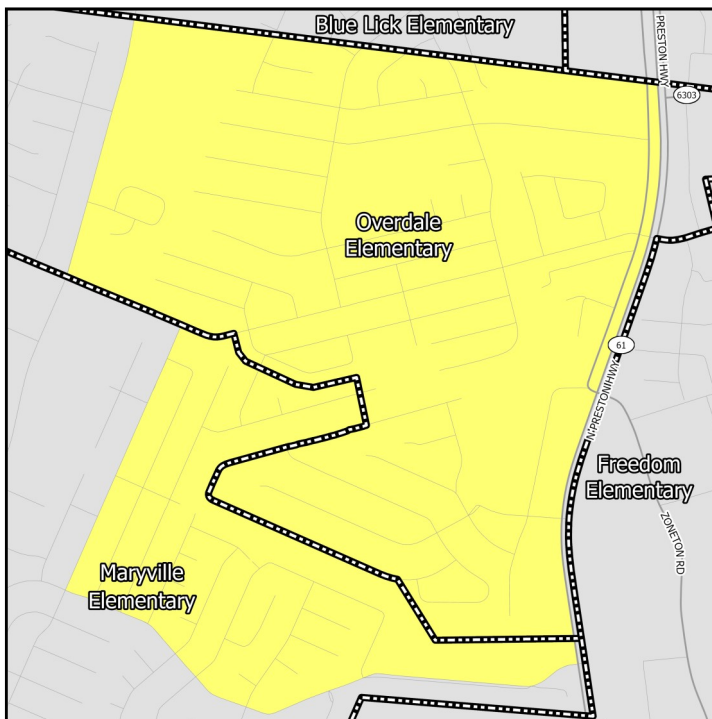 Blue Lick Elementary
PRESTON HWY
6303
Overdale
Elementary
61
N PRESTON HWY
Freedom
Elementary
ZONETON RD
Maryville
Elementary